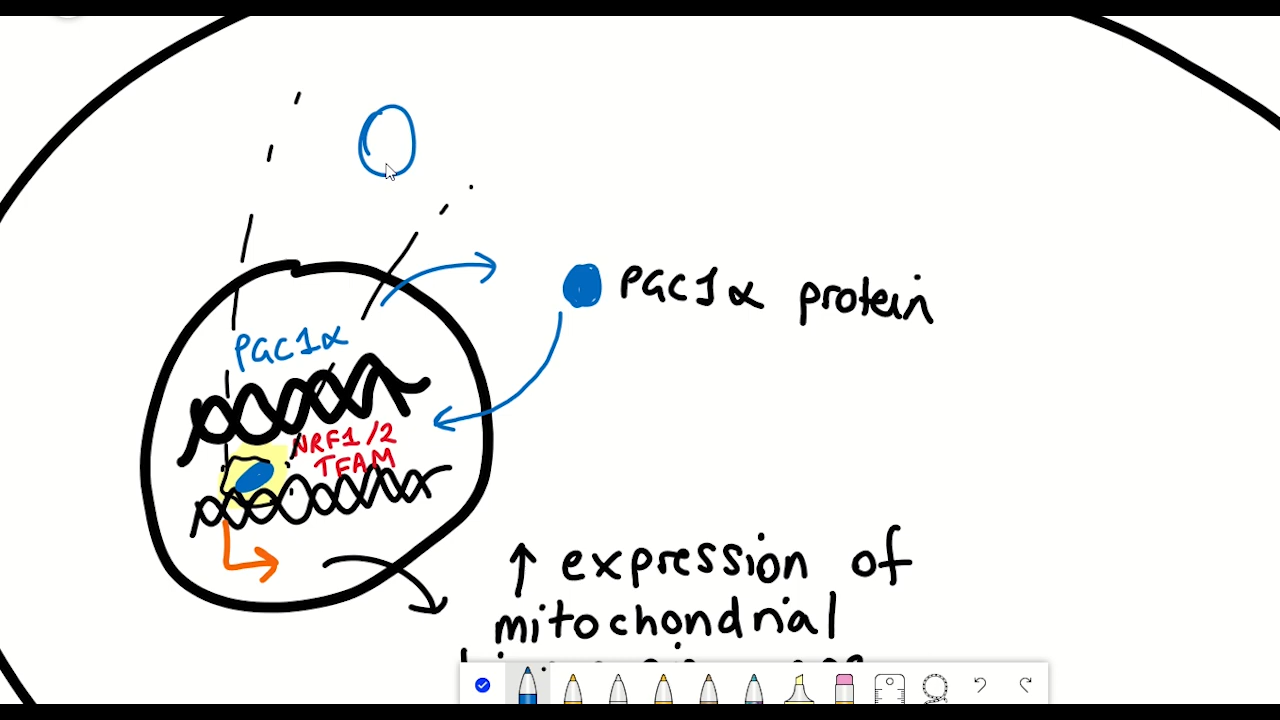 PGC1α
PGC1α protein
NRF1/2
TFAM
↑ expression of
mitochondrial